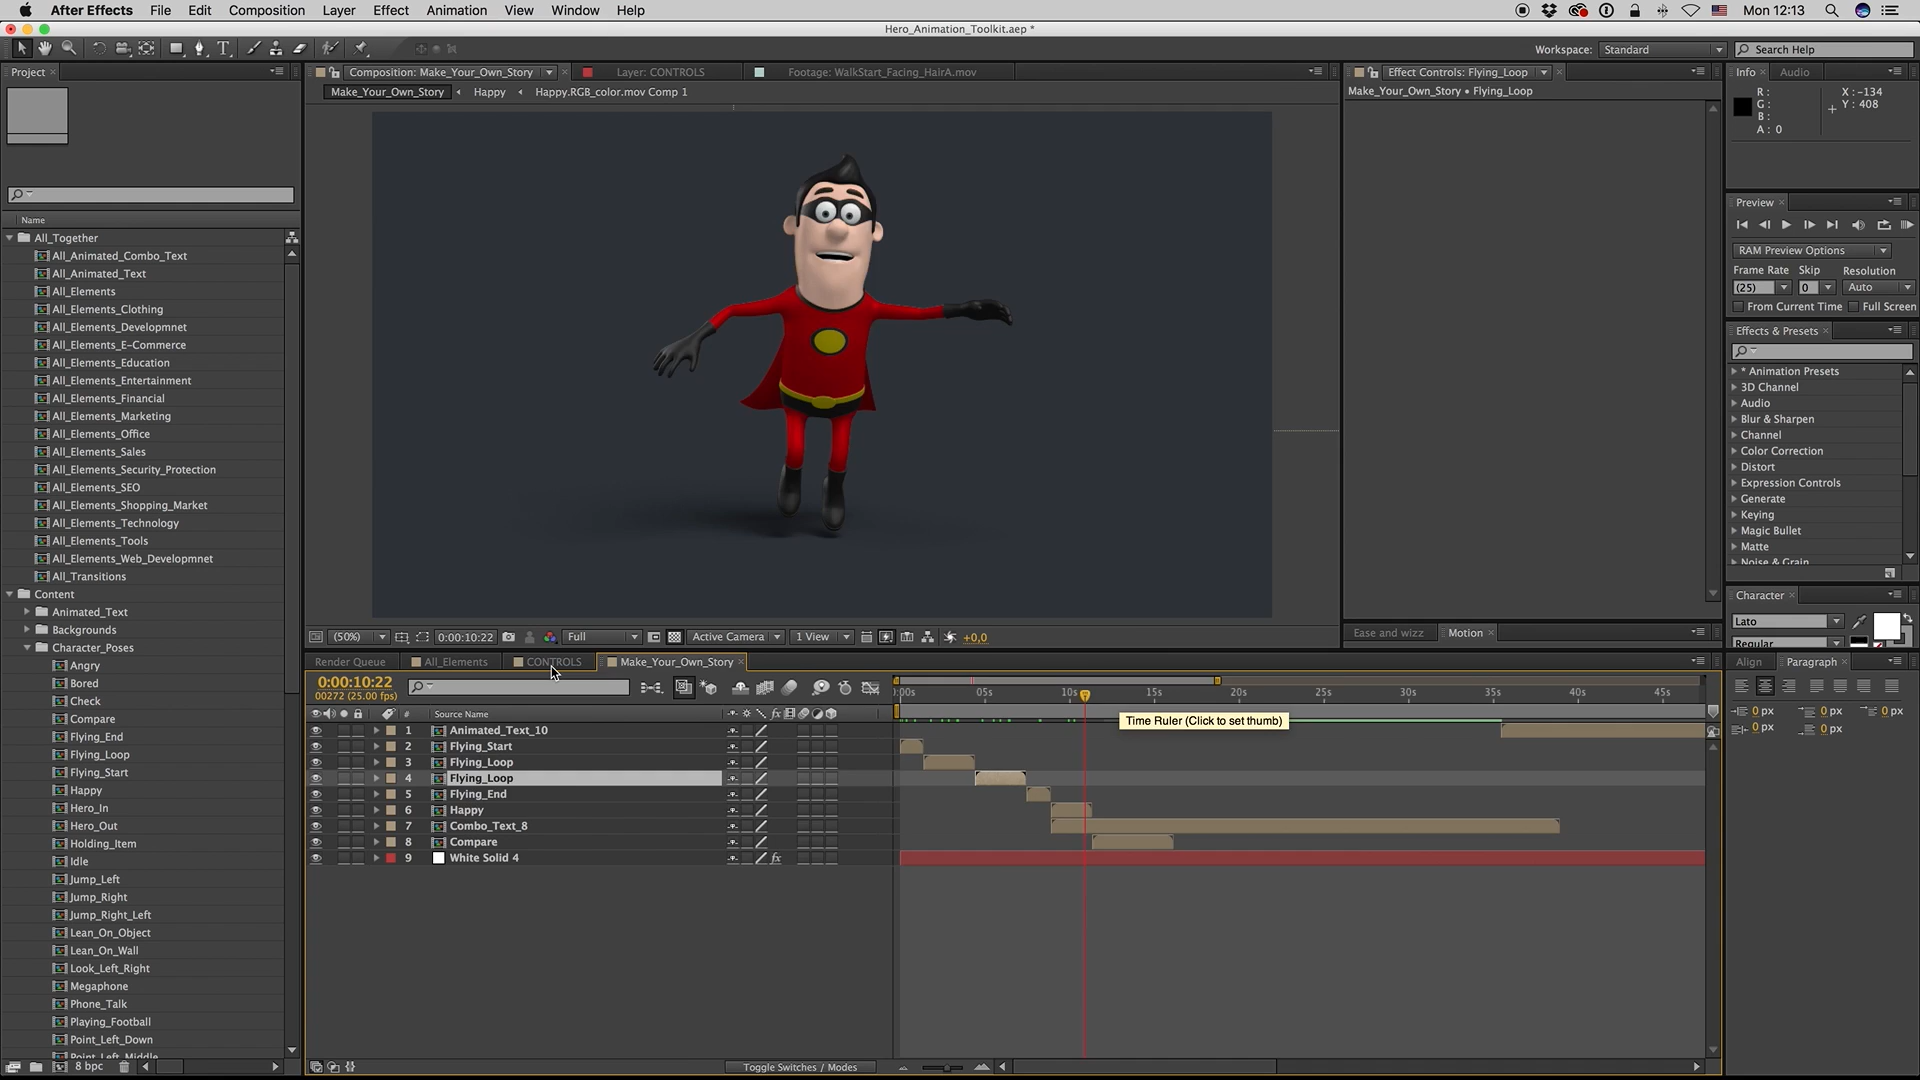 After Effects File Edit Composition Layer Effect Animation View Window Help Mon 12:13
Hero_Animation_Toolkit.aep *
Workspace: Standard Search Help
Project Composition: Make_Your_Own_Story Layer: CONTROLS Footage: WalkStart_Facing_HairA.mov Effect Controls: Flying_Loop Info Audio
Make_Your_Own_Story Happy Happy.RGB_color.mov Comp 1 Make_Your_Own_Story • Flying_Loop
R :
G :
B :
A : 0
X : -134
Y : 408
Name
All_Together
All_Animated_Combo_Text
All_Animated_Text
All_Elements
All_Elements_Clothing
All_Elements_Developmnet
All_Elements_E-Commerce
All_Elements_Education
All_Elements_Entertainment
All_Elements_Financial
All_Elements_Marketing
All_Elements_Office
All_Elements_Sales
All_Elements_Security_Protection
All_Elements_SEO
All_Elements_Shopping_Market
All_Elements_Technology
All_Elements_Tools
All_Elements_Web_Developmnet
All_Transitions
Content
Animated_Text
Backgrounds
Character_Poses
Angry
Bored
Check
Compare
Flying_End
Flying_Loop
Flying_Start
Happy
Hero_In
Hero_Out
Holding_Item
Idle
Jump_Left
Jump_Right
Jump_Right_Left
Lean_On_Object
Lean_On_Wall
Look_Left_Right
Megaphone
Phone_Talk
Playing_Football
Point_Left_Down
Point_Left_Middle
8 bpc
Preview
RAM Preview Options
Frame Rate Skip Resolution
(25) 0 Auto
From Current Time Full Screen
Effects & Presets
* Animation Presets
3D Channel
Audio
Blur & Sharpen
Channel
Color Correction
Distort
Expression Controls
Generate
Keying
Magic Bullet
Matte
Noise & Grain
Character
Lato
Regular
Ease and wizz Motion
(50%) 0:00:10:22 Full Active Camera 1 View +0,0
Render Queue All_Elements CONTROLS Make_Your_Own_Story
Align Paragraph
0 px 0 px 0 px
0 px 0 px
0:00:10:22
00272 (25.00 fps)
:00s 05s 10s 15s 20s 25s 30s 35s 40s 45s
# Source Name fx
Time Ruler (Click to set thumb)
1 Animated_Text_10
2 Flying_Start
3 Flying_Loop
4 Flying_Loop
5 Flying_End
6 Happy
7 Combo_Text_8
8 Compare
9 White Solid 4 fx
Toggle Switches / Modes